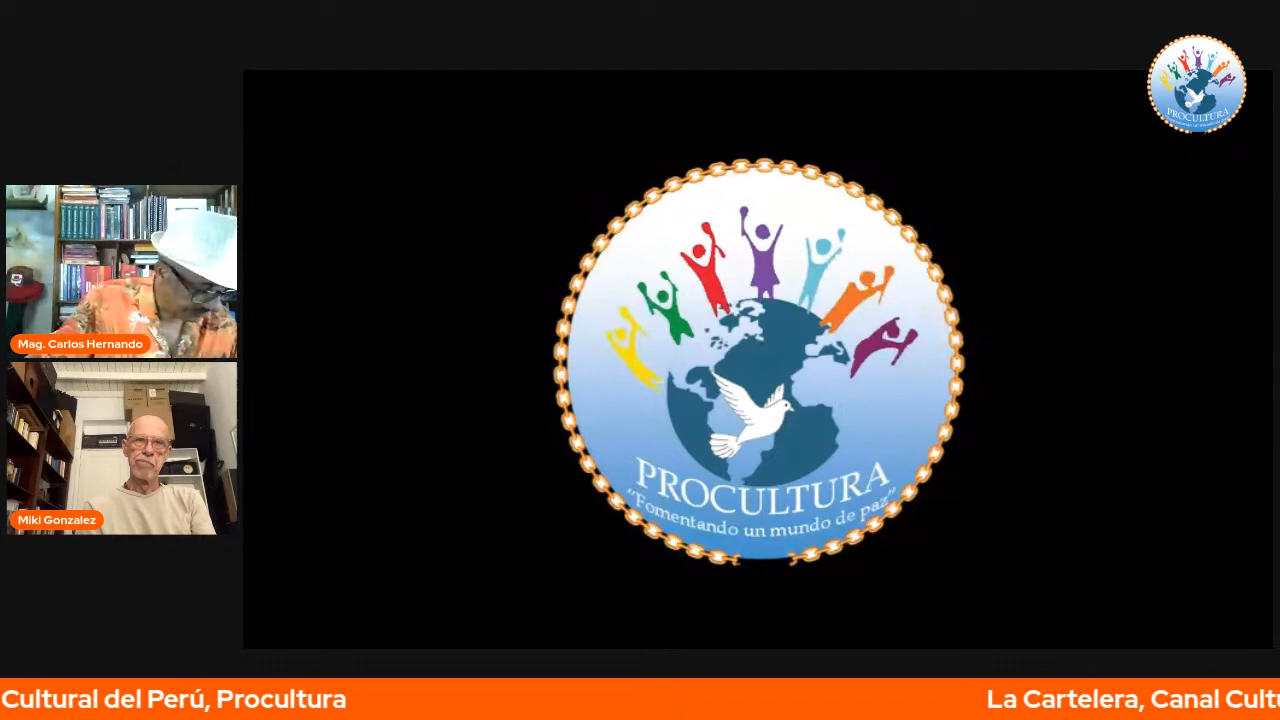 PROCULTURA
Mag. Carlos Hernando
PROCULTURA
"Fomentando un mundo de paz"
Miki Gonzalez
Cultural del Perú, Procultura
La Cartelera, Canal Cultu